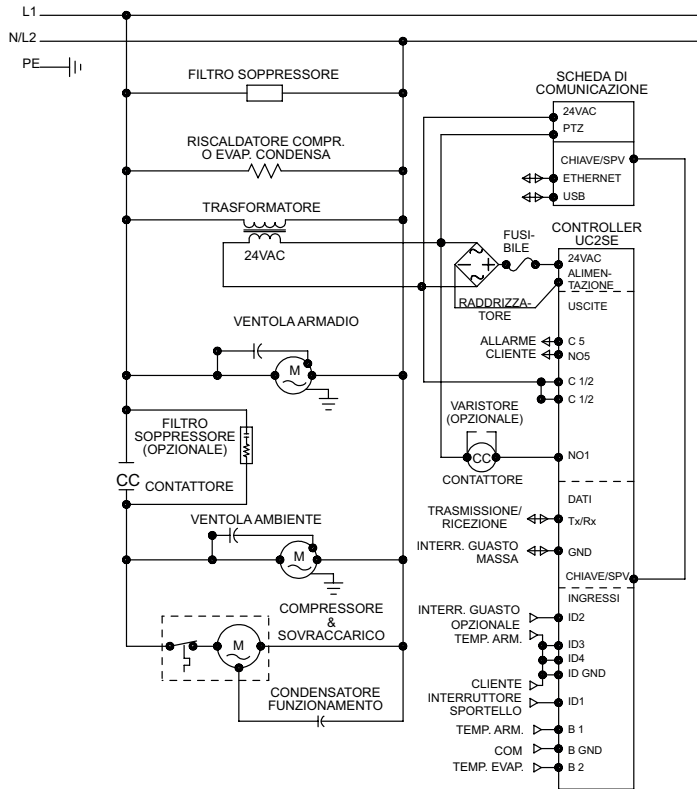 L1
N/L2
PE
FILTRO SOPPRESSORE
RISCALDATORE COMPR.
O EVAP. CONDENSA
TRASFORMATORE
24VAC
SCHEDA DI
COMUNICAZIONE
24VAC
PTZ
CHIAVE/SPV
ETHERNET
USB
CONTROLLER
UC2SE
FUSI-
BILE
24VAC
ALIMEN-
TAZIONE
RADDRIZZA-
TORE
USCITE
VENTOLA ARMADIO
M
ALLARME
CLIENTE
C 5
NO5
C 1/2
C 1/2
FILTRO
SOPPRESSORE
(OPZIONALE)
VARISTORE
(OPZIONALE)
CC
NO1
CONTATTORE
CC
CONTATTORE
DATI
TRASMISSIONE/
RICEZIONE
Tx/Rx
VENTOLA AMBIENTE
M
INTERR. GUASTO
MASSA
GND
CHIAVE/SPV
INGRESSI
COMPRESSORE
&
SOVRACCARICO
M
INTERR. GUASTO
OPZIONALE
ID2
TEMP. ARM.
ID3
ID4
ID GND
CLIENTE
INTERRUTTORE
SPORTELLO
ID1
CONDENSATORE
FUNZIONAMENTO
TEMP. ARM.
B 1
COM
B GND
TEMP. EVAP.
B 2